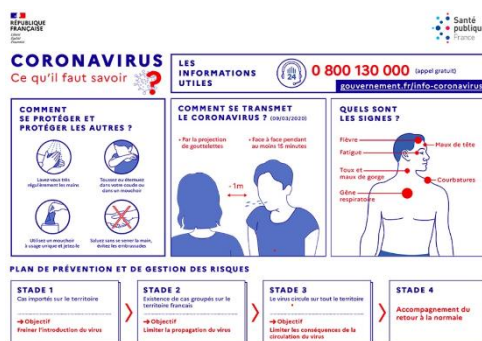 RÉPUBLIQUE
FRANÇAISE
Santé
publique
France
CORONAVIRUS
Ce qu'il faut savoir
LES
INFORMATIONS
UTILES
24
0 800 130 000 (appel gratuit)
gouvernement.fr/info-coronavirus
COMMENT
SE PROTÉGER ET
PROTÉGER LES AUTRES ?
Lavez-vous très
régulièrement les mains
Toussez ou éternuez
dans votre coude ou
dans un mouchoir
Utilisez un mouchoir
à usage unique et jetez-le
Saluez sans se serrer la main,
évitez les embrassades
COMMENT SE TRANSMET
LE CORONAVIRUS ? (09/03/2020)
• Par la projection
de gouttelettes
• Face à face pendant
au moins 15 minutes
- 1m
QUELS SONT
LES SIGNES ?
Fièvre
Fatigue
Toux et
maux de gorge
Gêne
respiratoire
Maux de tête
Courbatures
PLAN DE PRÉVENTION ET DE GESTION DES RISQUES
STADE 1
Cas importés sur le territoire
→ Objectif
Freiner l'introduction du virus
STADE 2
Existence de cas groupés sur le
territoire francais
→ Objectif
Limiter la propagation du virus
STADE 3
Le virus circule sur tout le territoire
→ Objectif
Limiter les conséquences de la
circulation du virus
STADE 4
Accompagnement du
retour à la normale